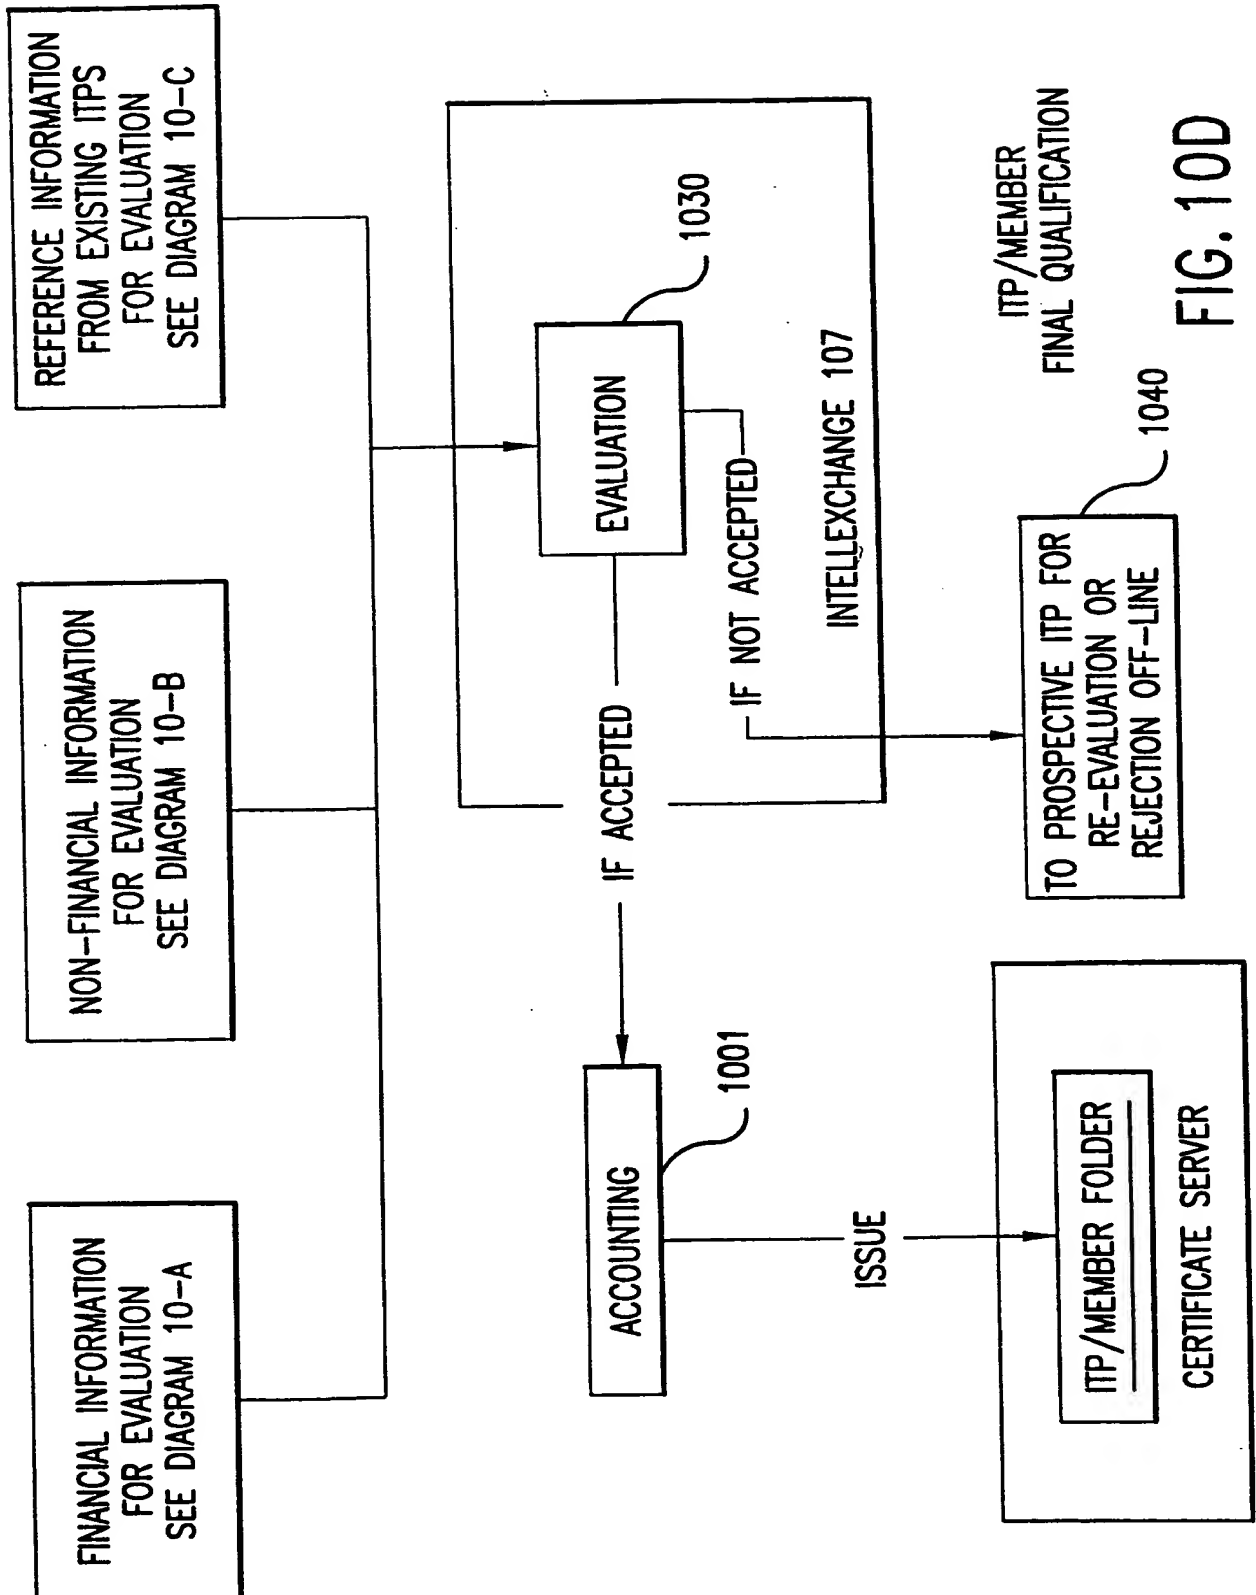 FINANCIAL INFORMATION
FOR EVALUATION
SEE DIAGRAM 10-A
NON-FINANCIAL INFORMATION
FOR EVALUATION
SEE DIAGRAM 10-B
REFERENCE INFORMATION
FROM EXISTING ITPS
FOR EVALUATION
SEE DIAGRAM 10-C
ACCOUNTING
1001
IF ACCEPTED
EVALUATION
1030
IF NOT ACCEPTED
INTELLEXCHANGE 107
ISSUE
ITP/MEMBER FOLDER
CERTIFICATE SERVER
TO PROSPECTIVE ITP FOR
RE-EVALUATION OR
REJECTION OFF-LINE
1040
ITP/MEMBER
FINAL QUALIFICATION
FIG. 10D